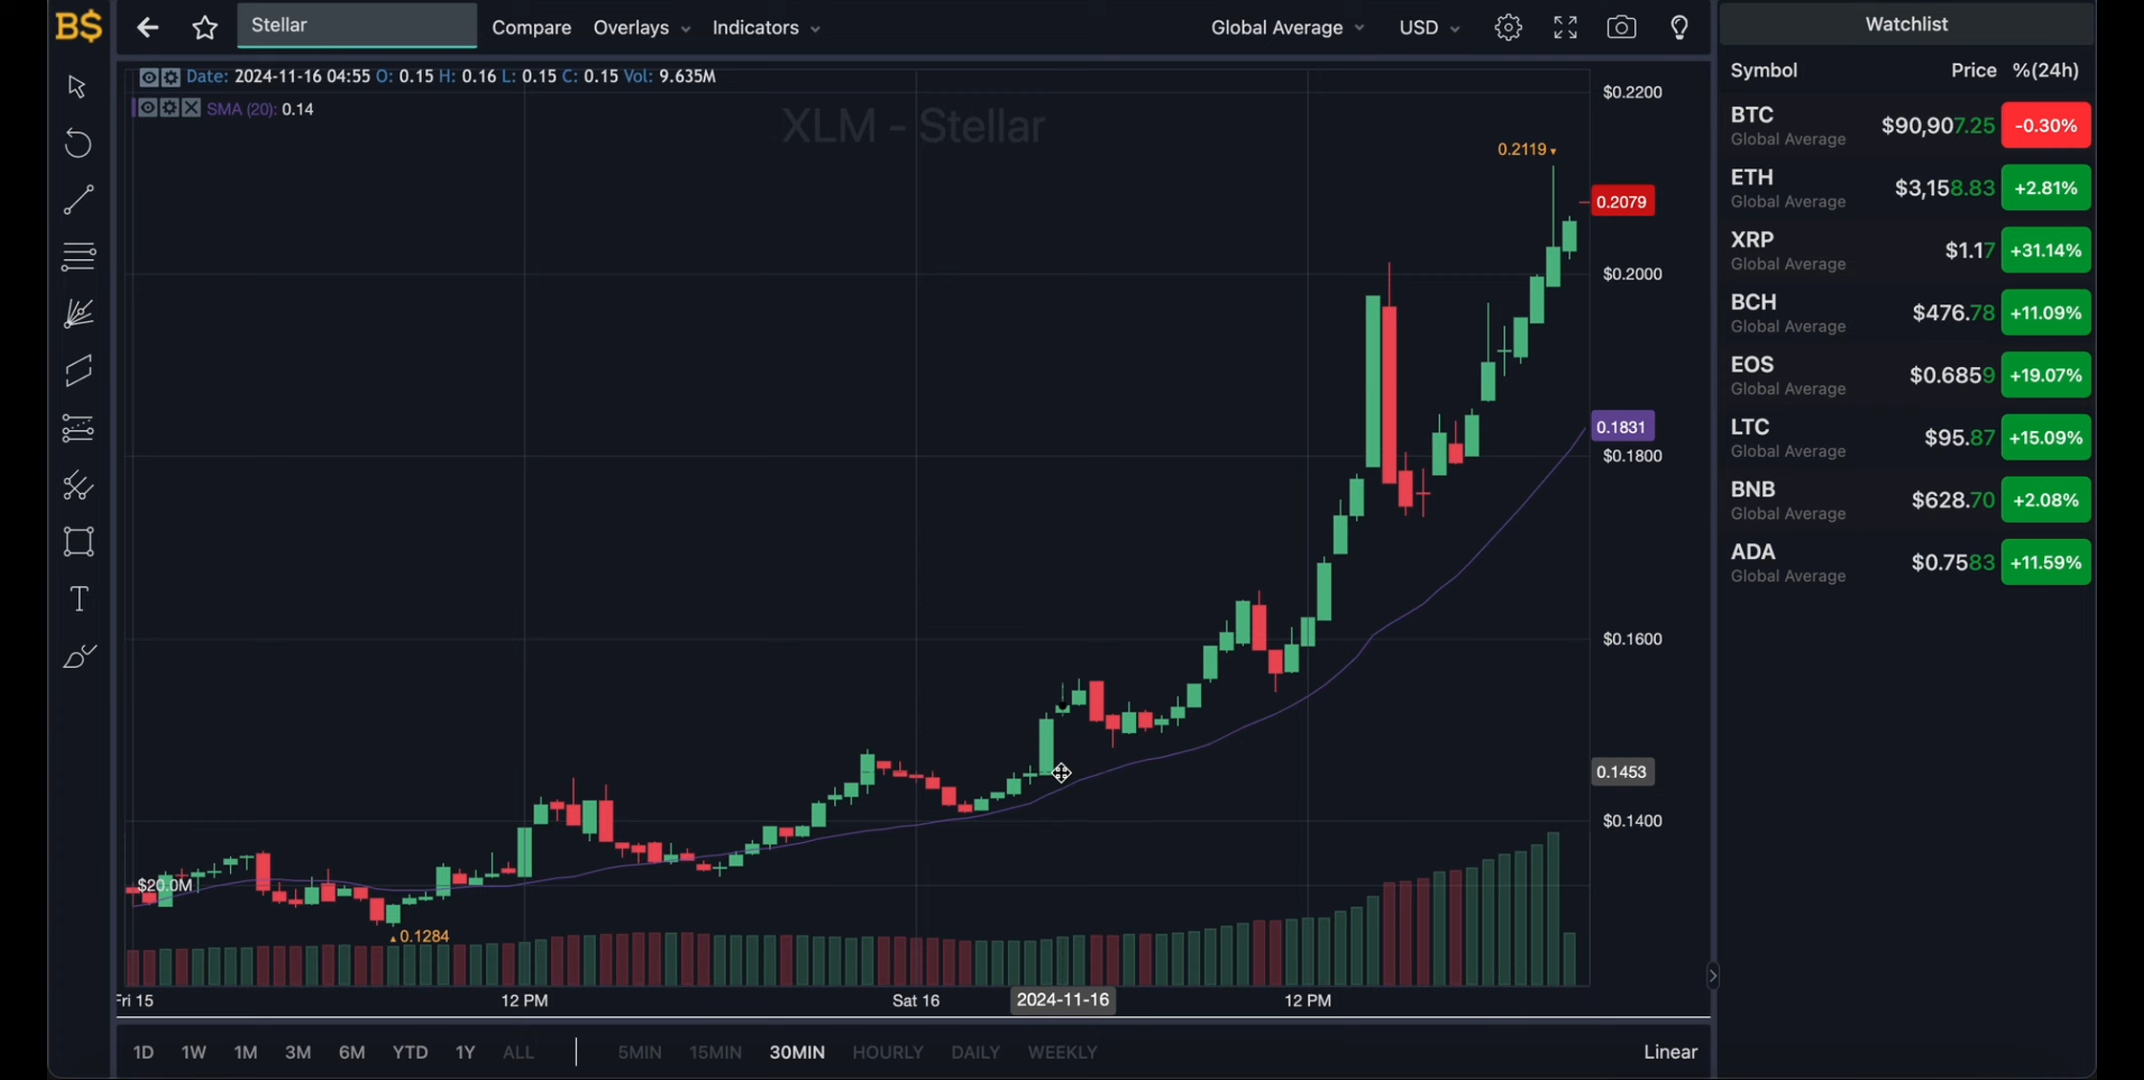 B$
Stellar
Compare
Overlays
Indicators
Global Average
USD
Date: 2024-11-16 04:55 O: 0.15 H: 0.16 L: 0.15 C: 0.15 Vol: 9.635M
SMA (20): 0.14
XLM - Stellar
0.2119
0.1284
$20.0M
$0.2200
0.2079
$0.2000
0.1831
$0.1800
$0.1600
0.1453
$0.1400
Fri 15
12 PM
Sat 16
2024-11-16
12 PM
1D 1W 1M 3M 6M YTD 1Y ALL
5MIN 15MIN 30MIN HOURLY DAILY WEEKLY
Linear
T
Watchlist
Symbol Price %(24h)
BTC $90,907.25 -0.30%
Global Average
ETH $3,158.83 +2.81%
Global Average
XRP $1.17 +31.14%
Global Average
BCH $476.78 +11.09%
Global Average
EOS $0.6859 +19.07%
Global Average
LTC $95.87 +15.09%
Global Average
BNB $628.70 +2.08%
Global Average
ADA $0.7583 +11.59%
Global Average